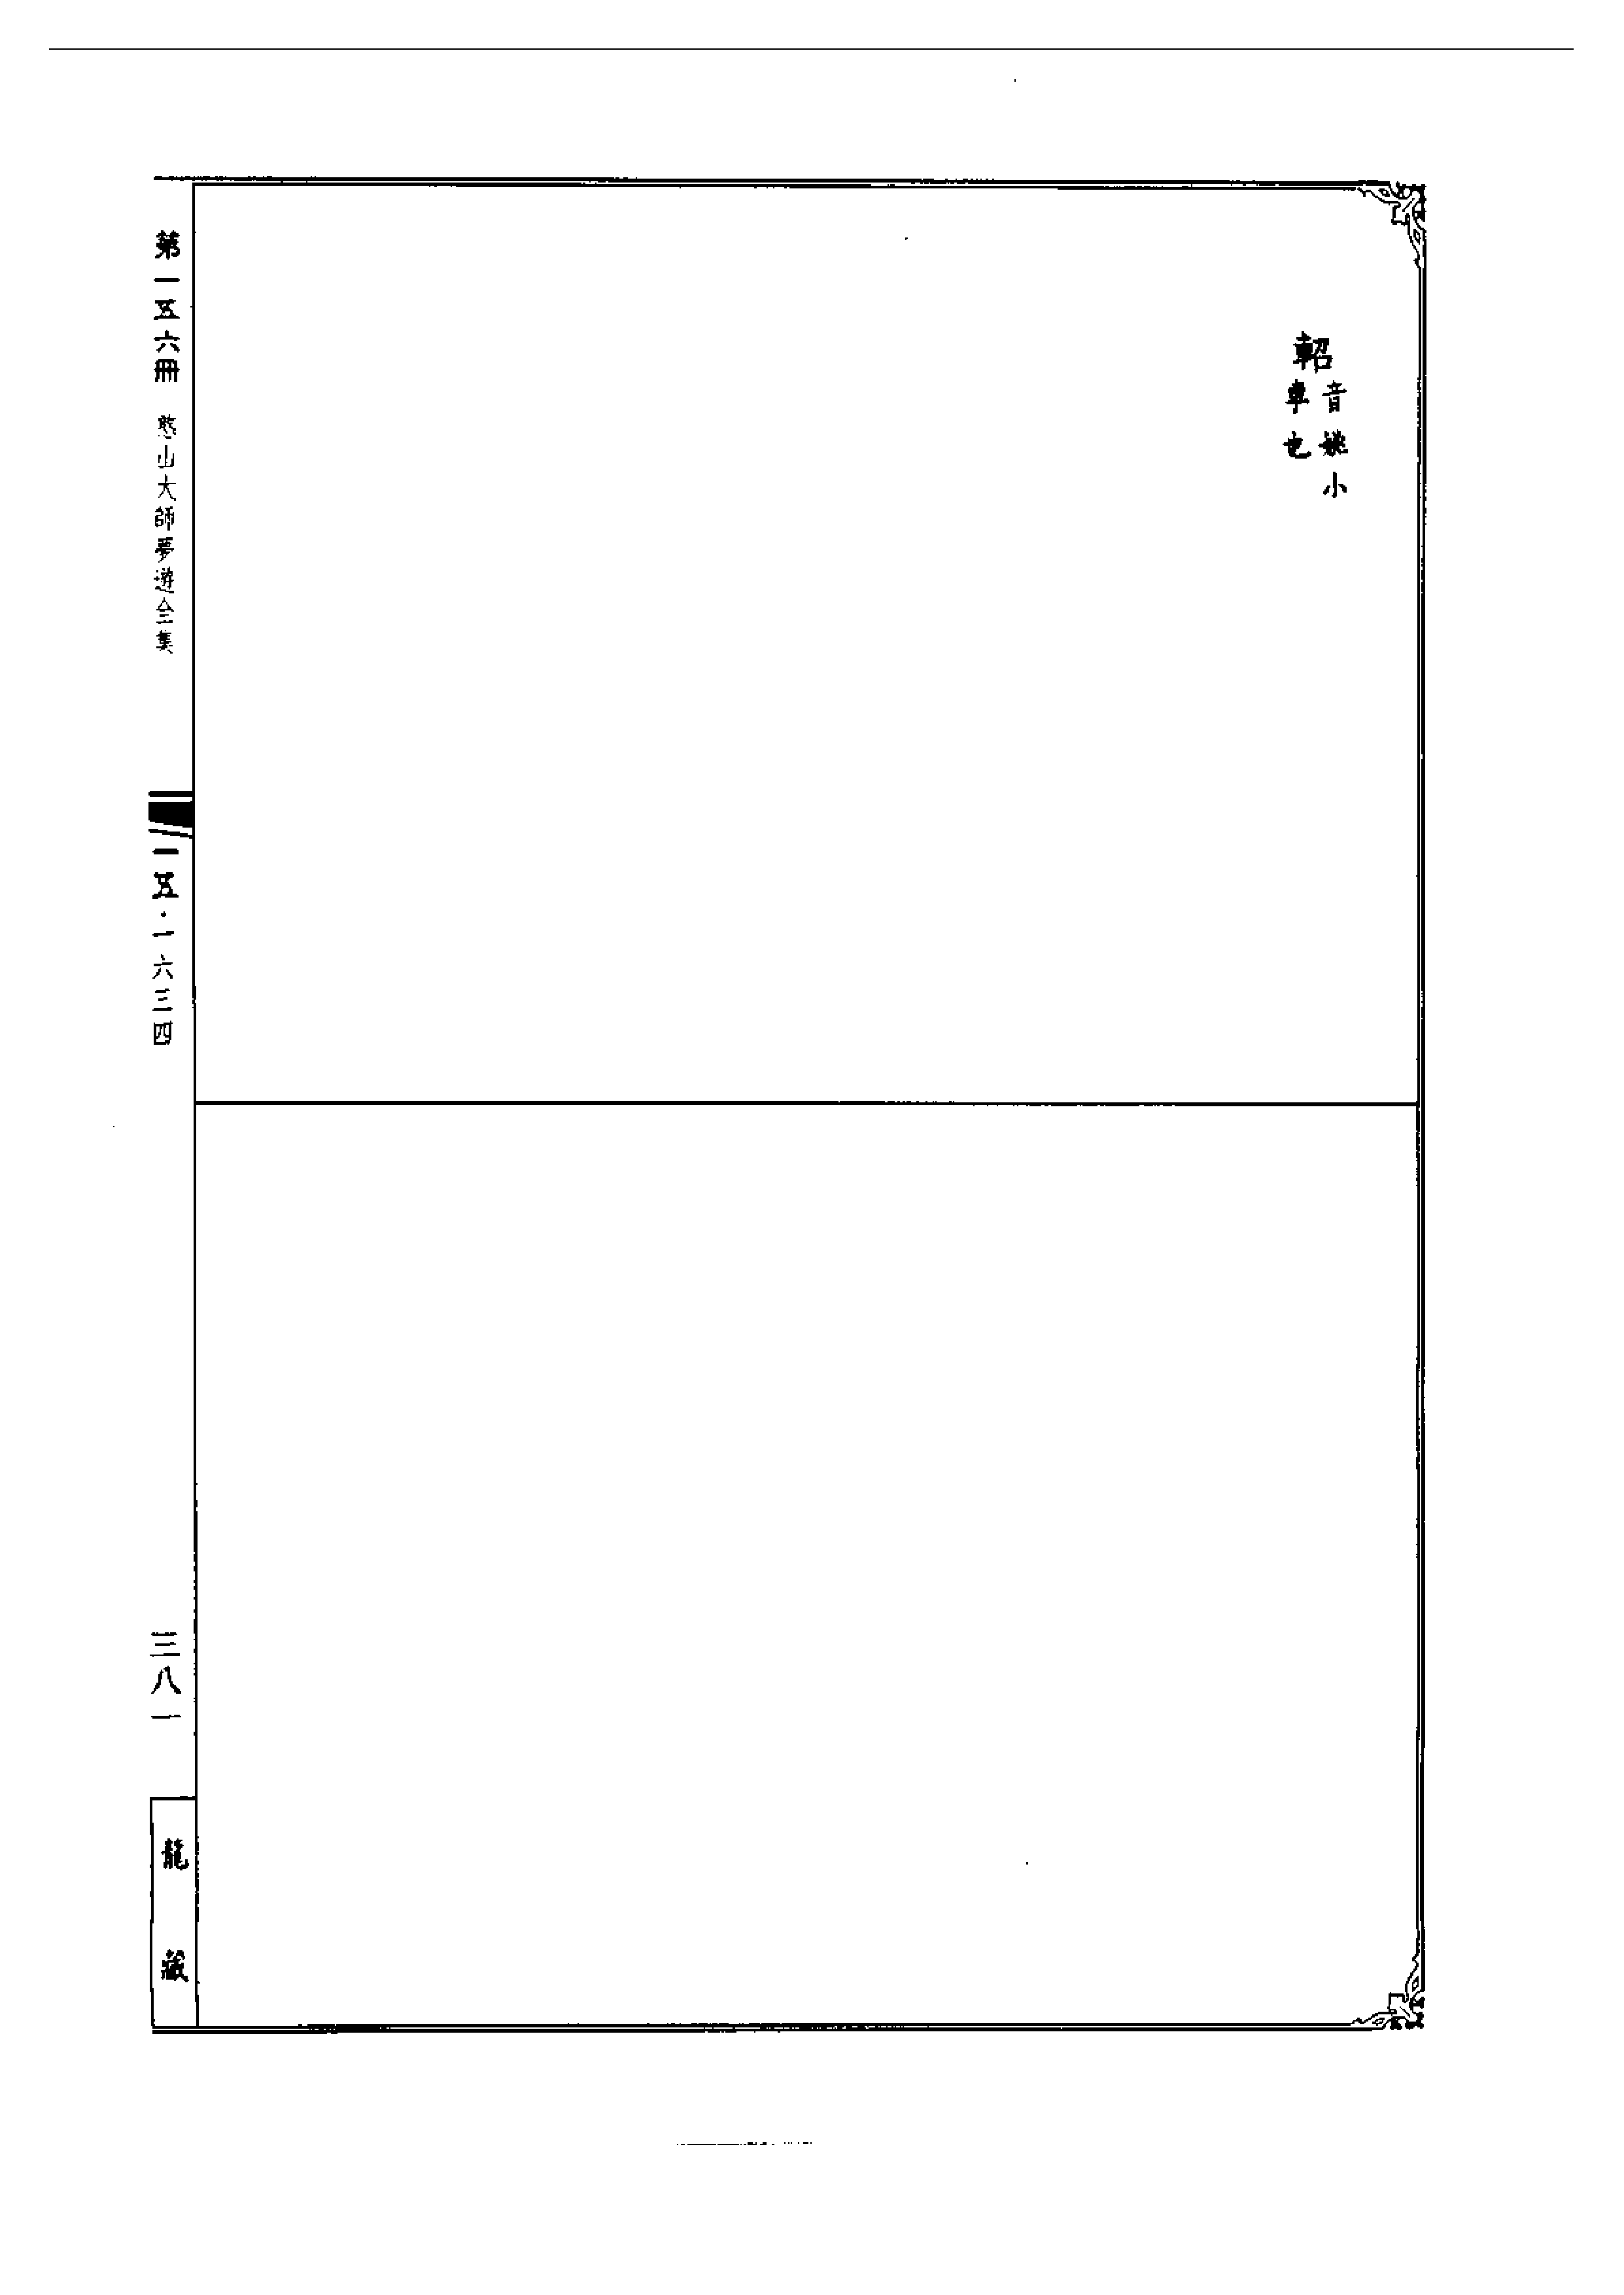 軺
音姚小
車也
第一五六冊 憨山大師夢遊全集
一五・一六三四
三八一
龍藏